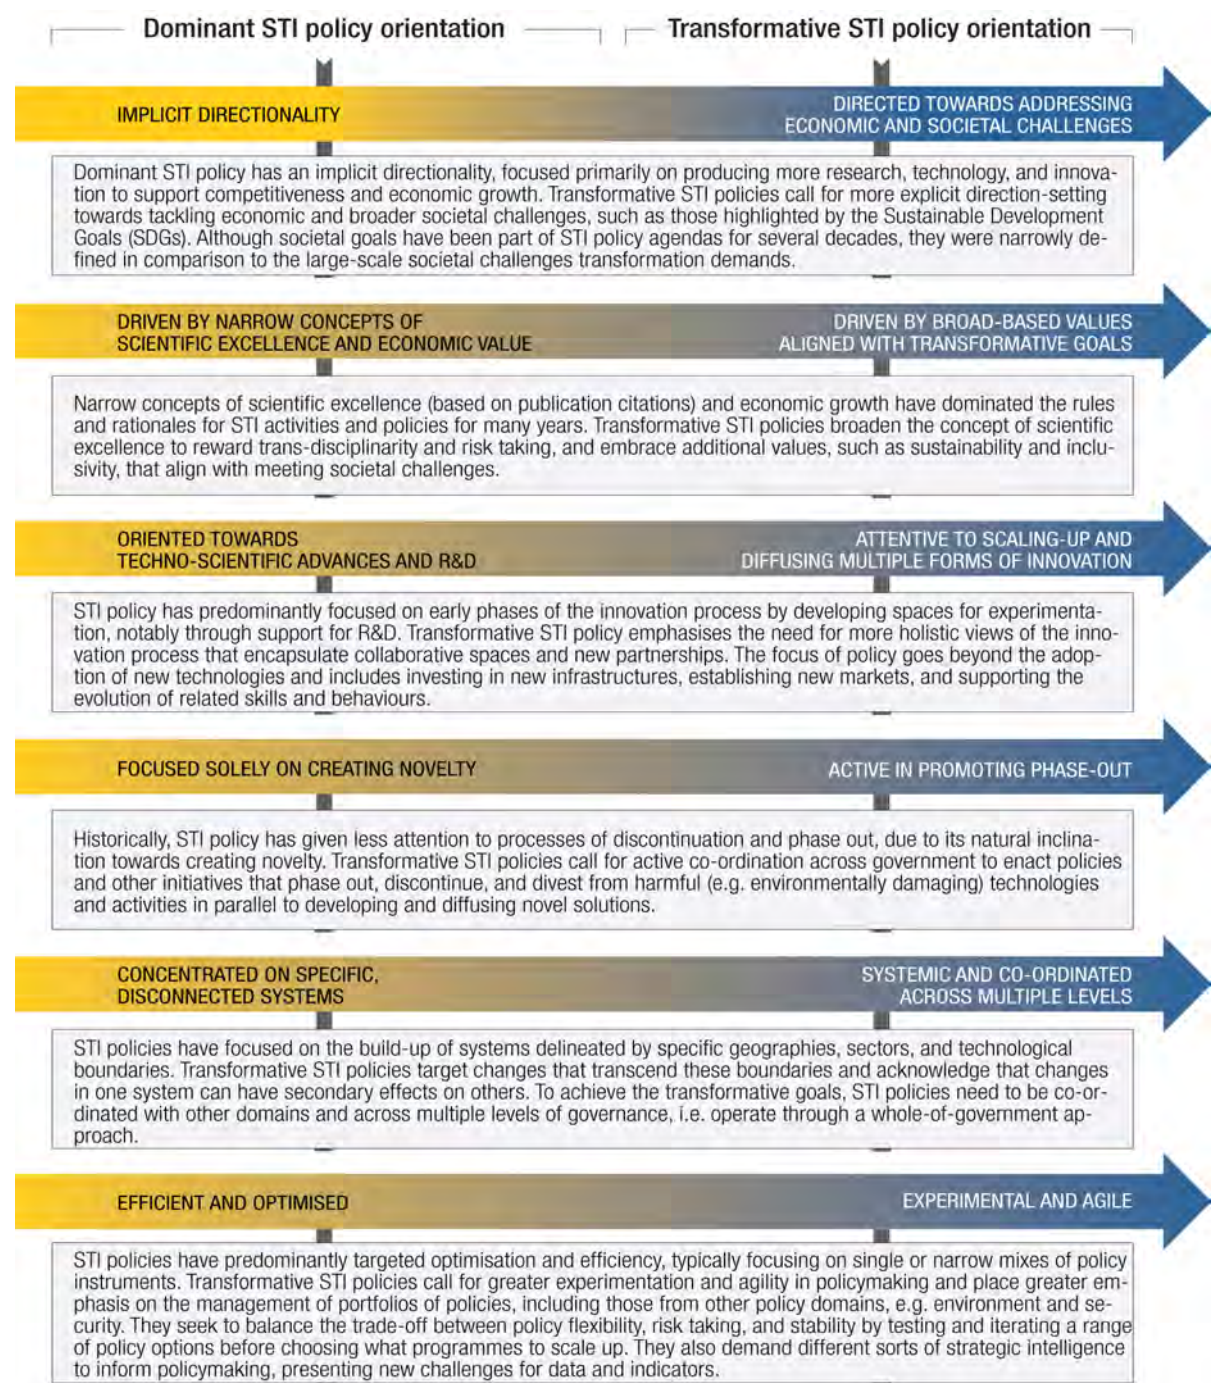 Dominant STI policy orientation
Transformative STI policy orientation
IMPLICIT DIRECTIONALITY
DIRECTED TOWARDS ADDRESSING
ECONOMIC AND SOCIETAL CHALLENGES
Dominant STI policy has an implicit directionality, focused primarily on producing more research, technology, and innova-
tion to support competitiveness and economic growth. Transformative STI policies call for more explicit direction-setting
towards tackling economic and broader societal challenges, such as those highlighted by the Sustainable Development
Goals (SDGs). Although societal goals have been part of STI policy agendas for several decades, they were narrowly de-
fined in comparison to the large-scale societal challenges transformation demands.
DRIVEN BY NARROW CONCEPTS OF
SCIENTIFIC EXCELLENCE AND ECONOMIC VALUE
DRIVEN BY BROAD-BASED VALUES
ALIGNED WITH TRANSFORMATIVE GOALS
Narrow concepts of scientific excellence (based on publication citations) and economic growth have dominated the rules
and rationales for STI activities and policies for many years. Transformative STI policies broaden the concept of scientific
excellence to reward trans-disciplinarity and risk taking, and embrace additional values, such as sustainability and inclu-
sivity, that align with meeting societal challenges.
ORIENTED TOWARDS
TECHNO-SCIENTIFIC ADVANCES AND R&D
ATTENTIVE TO SCALING-UP AND
DIFFUSING MULTIPLE FORMS OF INNOVATION
STI policy has predominantly focused on early phases of the innovation process by developing spaces for experimenta-
tion, notably through support for R&D. Transformative STI policy emphasises the need for more holistic views of the inno-
vation process that encapsulate collaborative spaces and new partnerships. The focus of policy goes beyond the adop-
tion of new technologies and includes investing in new infrastructures, establishing new markets, and supporting the
evolution of related skills and behaviours.
FOCUSED SOLELY ON CREATING NOVELTY
ACTIVE IN PROMOTING PHASE-OUT
Historically, STI policy has given less attention to processes of discontinuation and phase out, due to its natural inclina-
tion towards creating novelty. Transformative STI policies call for active co-ordination across government to enact policies
and other initiatives that phase out, discontinue, and divest from harmful (e.g. environmentally damaging) technologies
and activities in parallel to developing and diffusing novel solutions.
CONCENTRATED ON SPECIFIC,
DISCONNECTED SYSTEMS
SYSTEMIC AND CO-ORDINATED
ACROSS MULTIPLE LEVELS
STI policies have focused on the build-up of systems delineated by specific geographies, sectors, and technological
boundaries. Transformative STI policies target changes that transcend these boundaries and acknowledge that changes
in one system can have secondary effects on others. To achieve the transformative goals, STI policies need to be co-or-
dinated with other domains and across multiple levels of governance, i.e. operate through a whole-of-government ap-
proach.
EFFICIENT AND OPTIMISED
EXPERIMENTAL AND AGILE
STI policies have predominantly targeted optimisation and efficiency, typically focusing on single or narrow mixes of policy
instruments. Transformative STI policies call for greater experimentation and agility in policymaking and place greater em-
phasis on the management of portfolios of policies, including those from other policy domains, e.g. environment and se-
curity. They seek to balance the trade-off between policy flexibility, risk taking, and stability by testing and iterating a range
of policy options before choosing what programmes to scale up. They also demand different sorts of strategic intelligence
to inform policymaking, presenting new challenges for data and indicators.